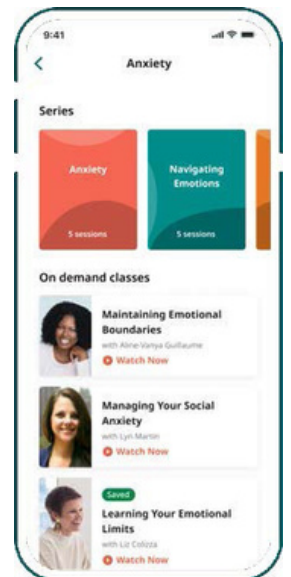 9:41
Anxiety
Series
Anxiety
5 sessions
Navigating
Emotions
5 sessions
On demand classes
Maintaining Emotional
Boundaries
with Aline-Vanya Guillaume
Watch Now
Managing Your Social
Anxiety
with Lyn Martin
Watch Now
Saved
Learning Your Emotional
Limits
with Liz Colizza
Watch Now